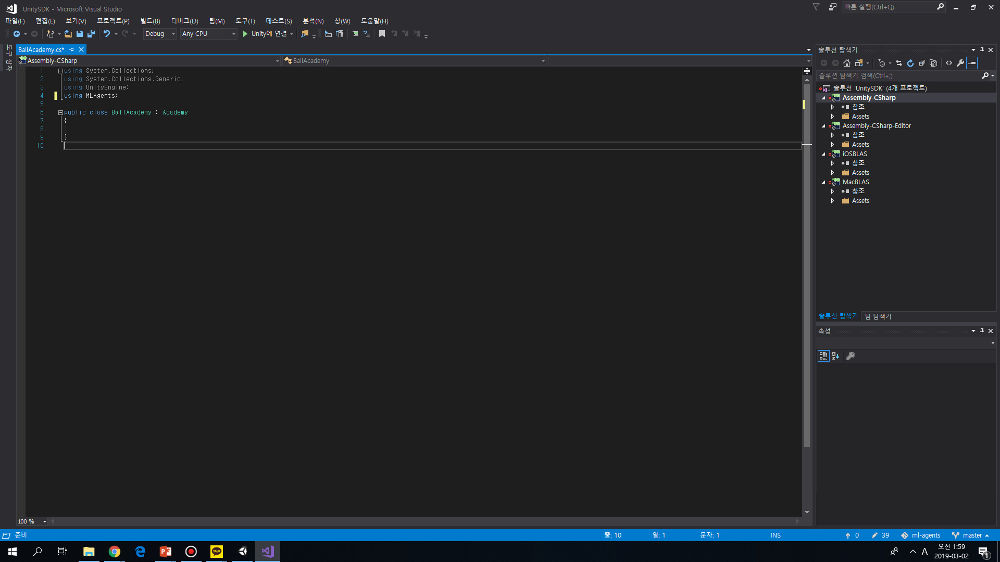 UnitySDK - Microsoft Visual Studio
빠른 실행(Ctrl+Q)
파일(F) 편집(E) 보기(V) 프로젝트(P) 빌드(B) 디버그(D) 팀(M) 도구(T) 테스트(S) 분석(N) 창(W) 도움말(H)
Debug Any CPU Unity에 연결
도구 상자
BallAcademy.cs*
Assembly-CSharp BallAcademy
1 using System.Collections;
2 using System.Collections.Generic;
3 using UnityEngine;
4 using MLAgents;
5
6 public class BallAcademy : Academy
7 {
8
9 }
10
100 %
솔루션 탐색기
솔루션 탐색기 검색(Ctrl+;)
솔루션 'UnitySDK' (4개 프로젝트)
Assembly-CSharp
참조
Assets
Assembly-CSharp-Editor
참조
Assets
iOSBLAS
참조
Assets
MacBLAS
참조
Assets
솔루션 탐색기 팀 탐색기
속성
준비 줄: 10 열: 1 문자: 1 INS 0 39 ml-agents master
TALK
A 오전 1:59
2019-03-02
1